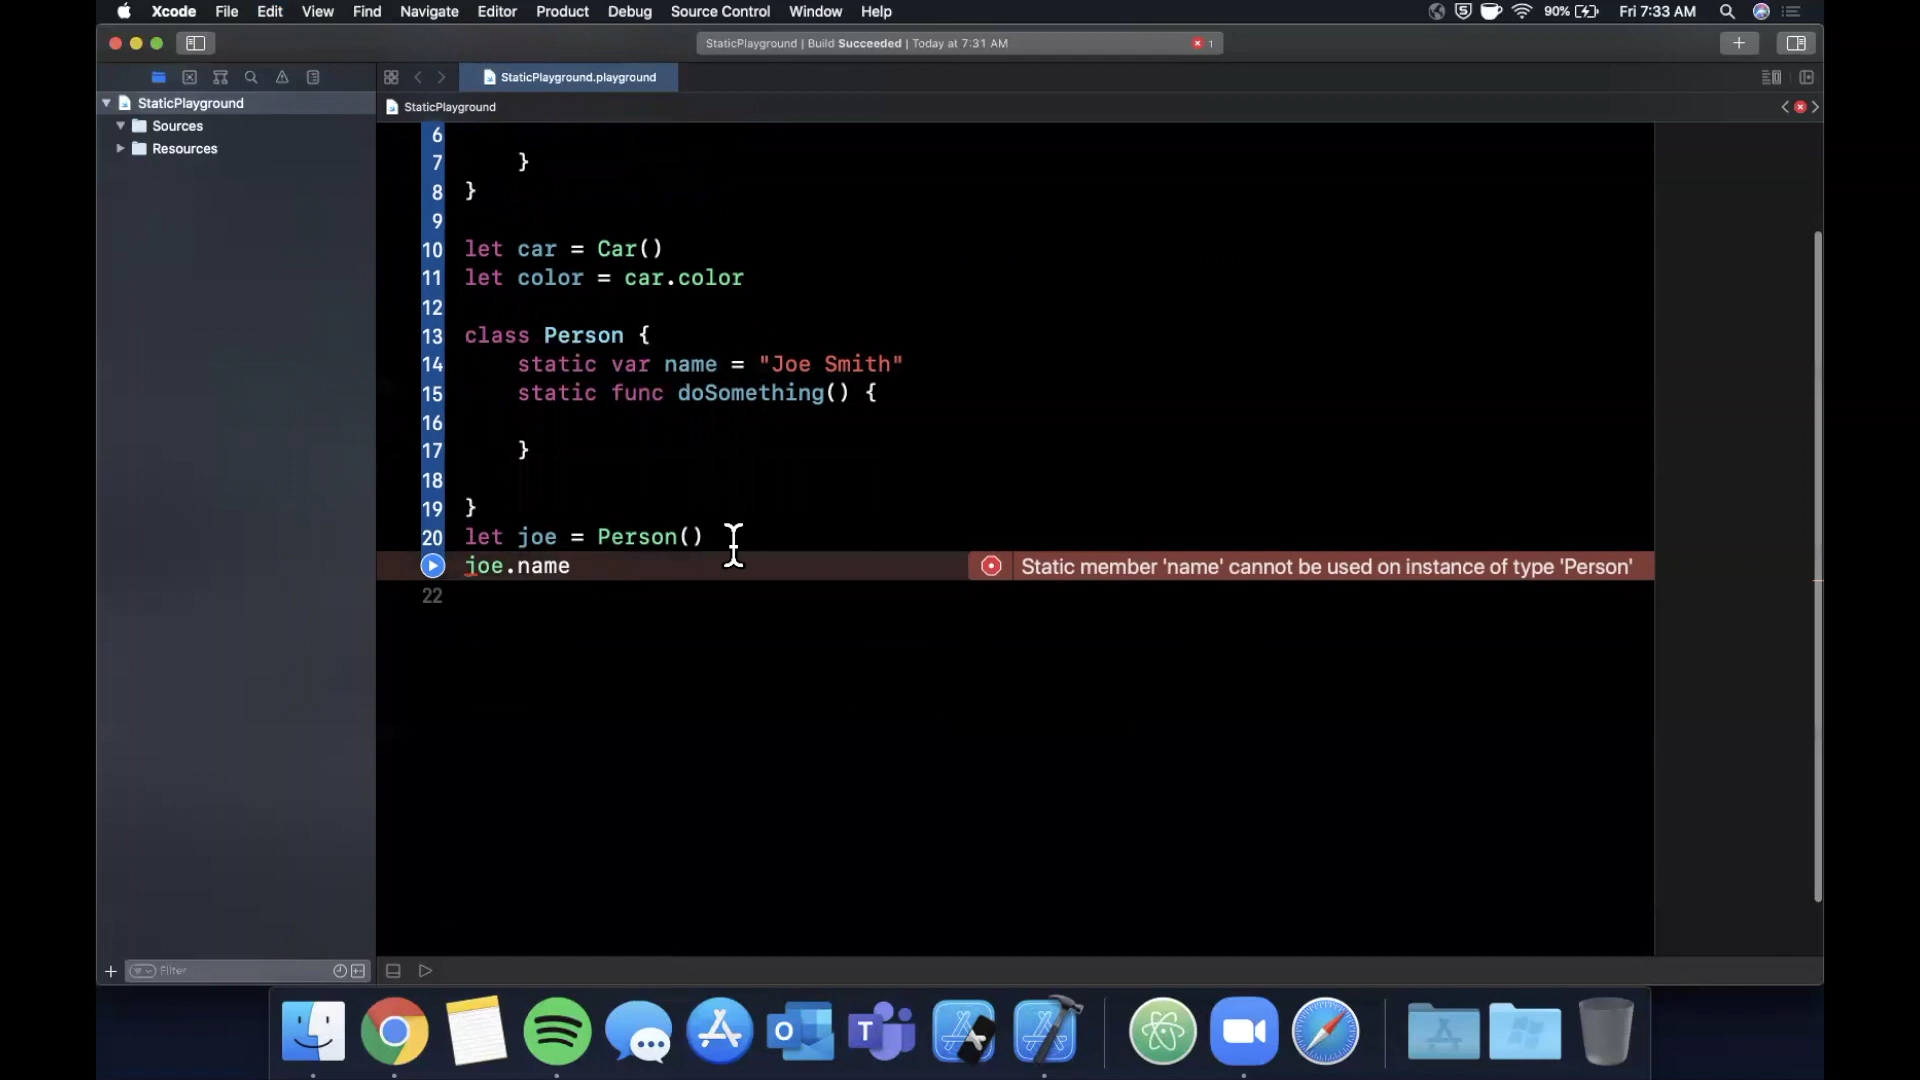 Xcode File Edit View Find Navigate Editor Product Debug Source Control Window Help 90% Fri 7:33 AM
StaticPlayground | Build Succeeded | Today at 7:31 AM 1
StaticPlayground.playground
StaticPlayground
StaticPlayground
Sources
Resources
6
7 }
8 }
9
10 let car = Car()
11 let color = car.color
12
13 class Person {
14 static var name = "Joe Smith"
15 static func doSomething() {
16
17 }
18
19 }
20 let joe = Person()
joe.name Static member 'name' cannot be used on instance of type 'Person'
22
Filter